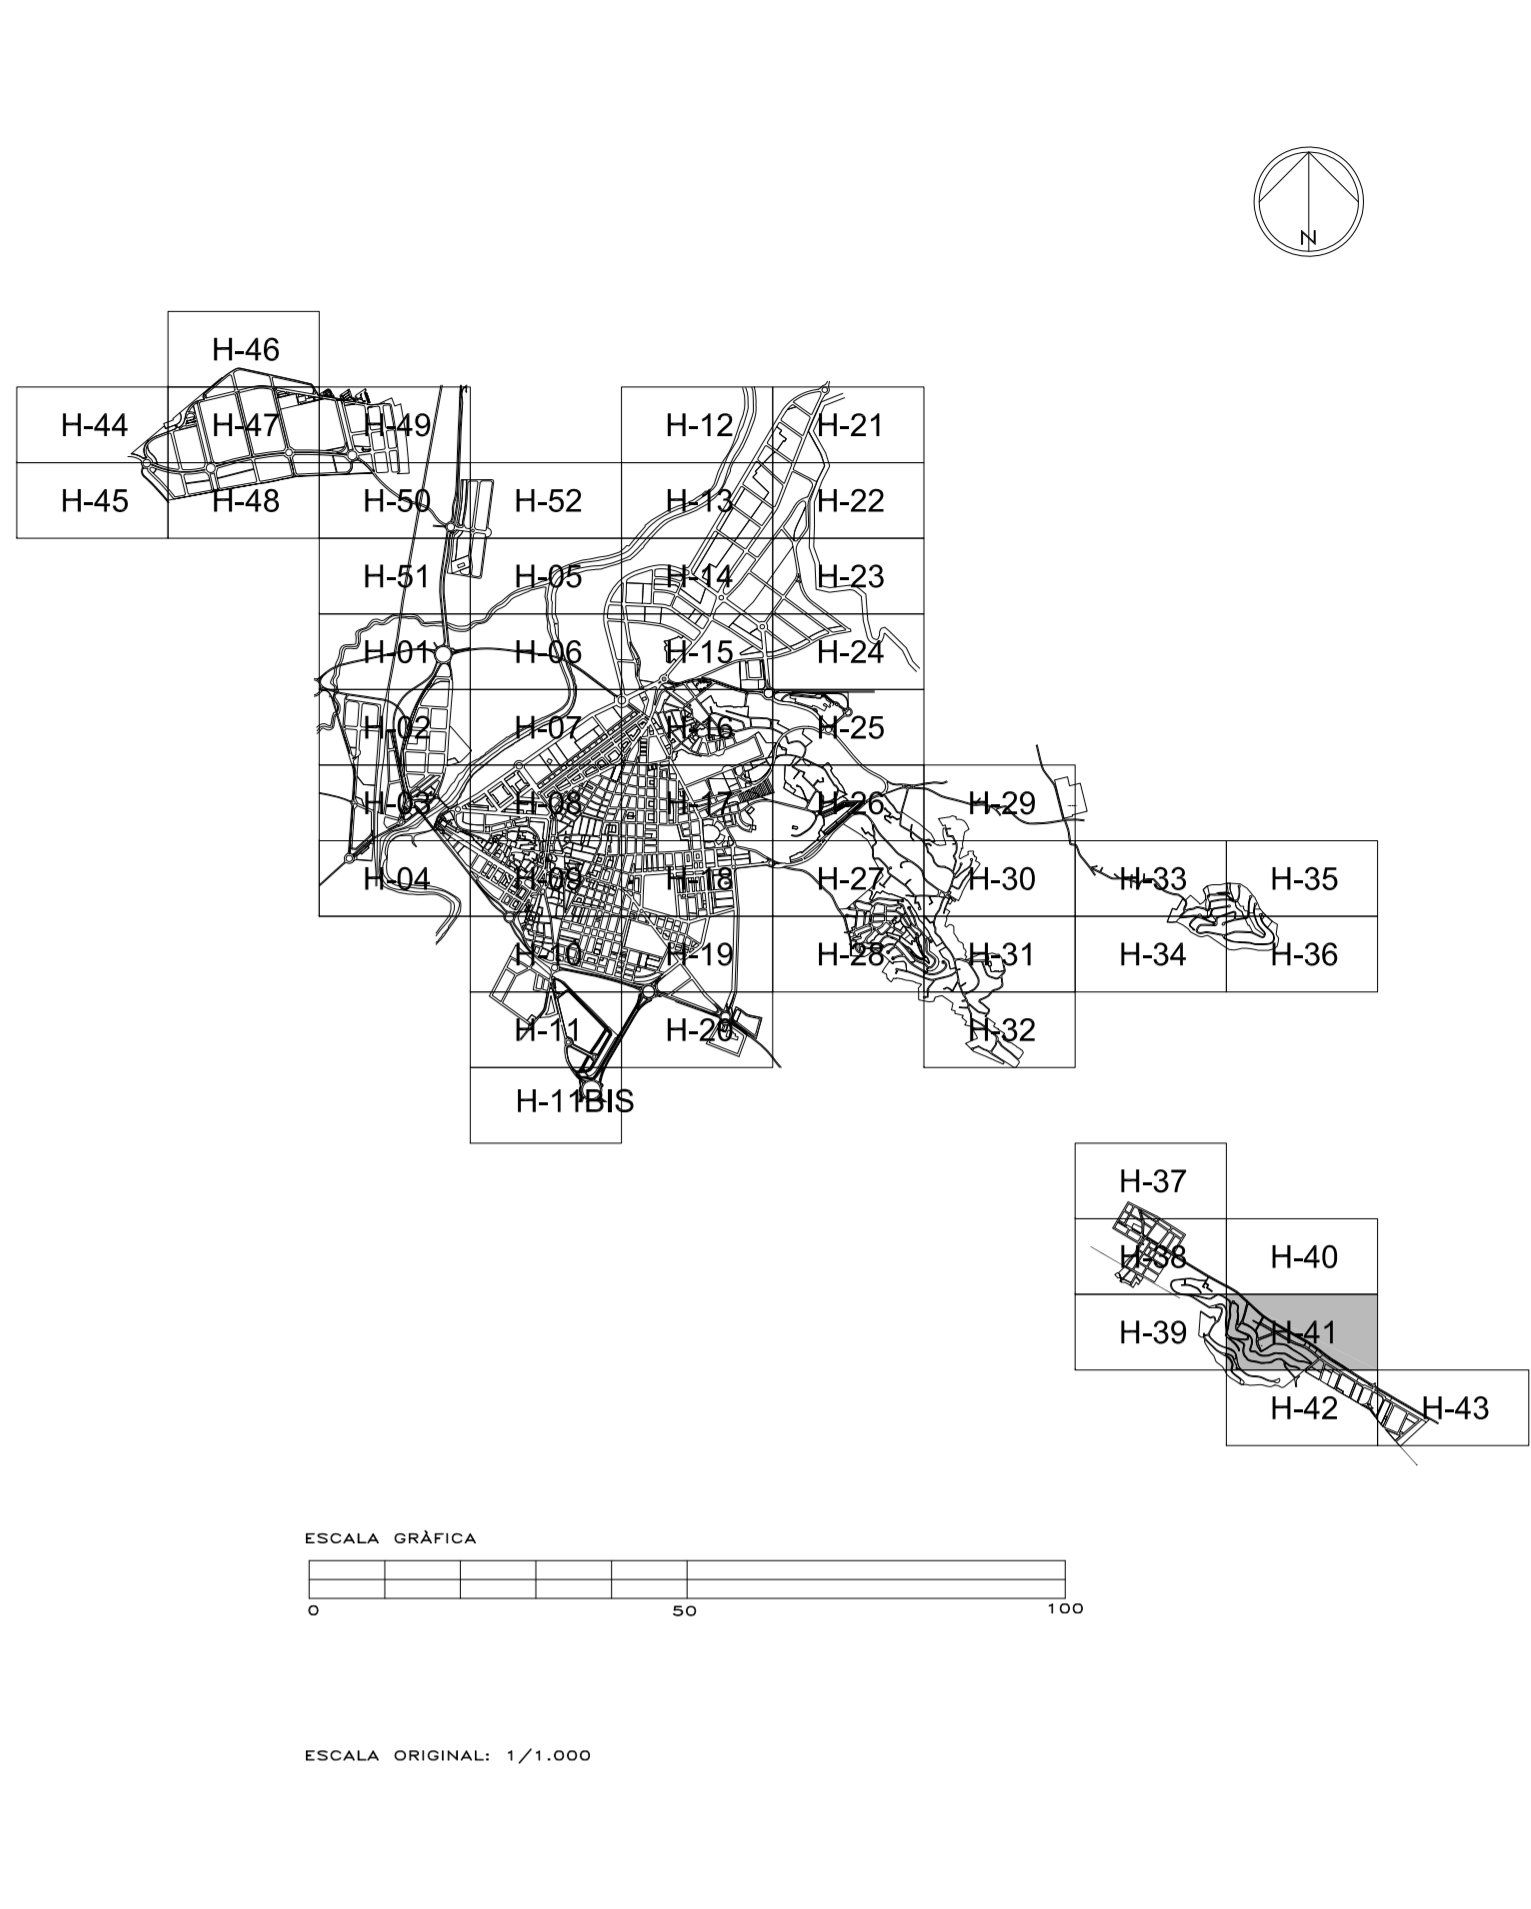 N
H-46
H-44 H-47 H-49 H-12 H-21
H-45 H-48 H-50 H-52 H-13 H-22
H-51 H-05 H-14 H-23
H-01 H-06 H-15 H-24
H-02 H-07 H-16 H-25
H-03 H-08 H-17 H-26 H-29
H-04 H-09 H-18 H-27 H-30 H-33 H-35
H-10 H-19 H-28 H-31 H-34 H-36
H-11 H-20 H-32
H-11BIS
H-37
H-38 H-40
H-39 H-41
H-42 H-43
ESCALA GRÀFICA
0 50 100
ESCALA ORIGINAL: 1/1.000